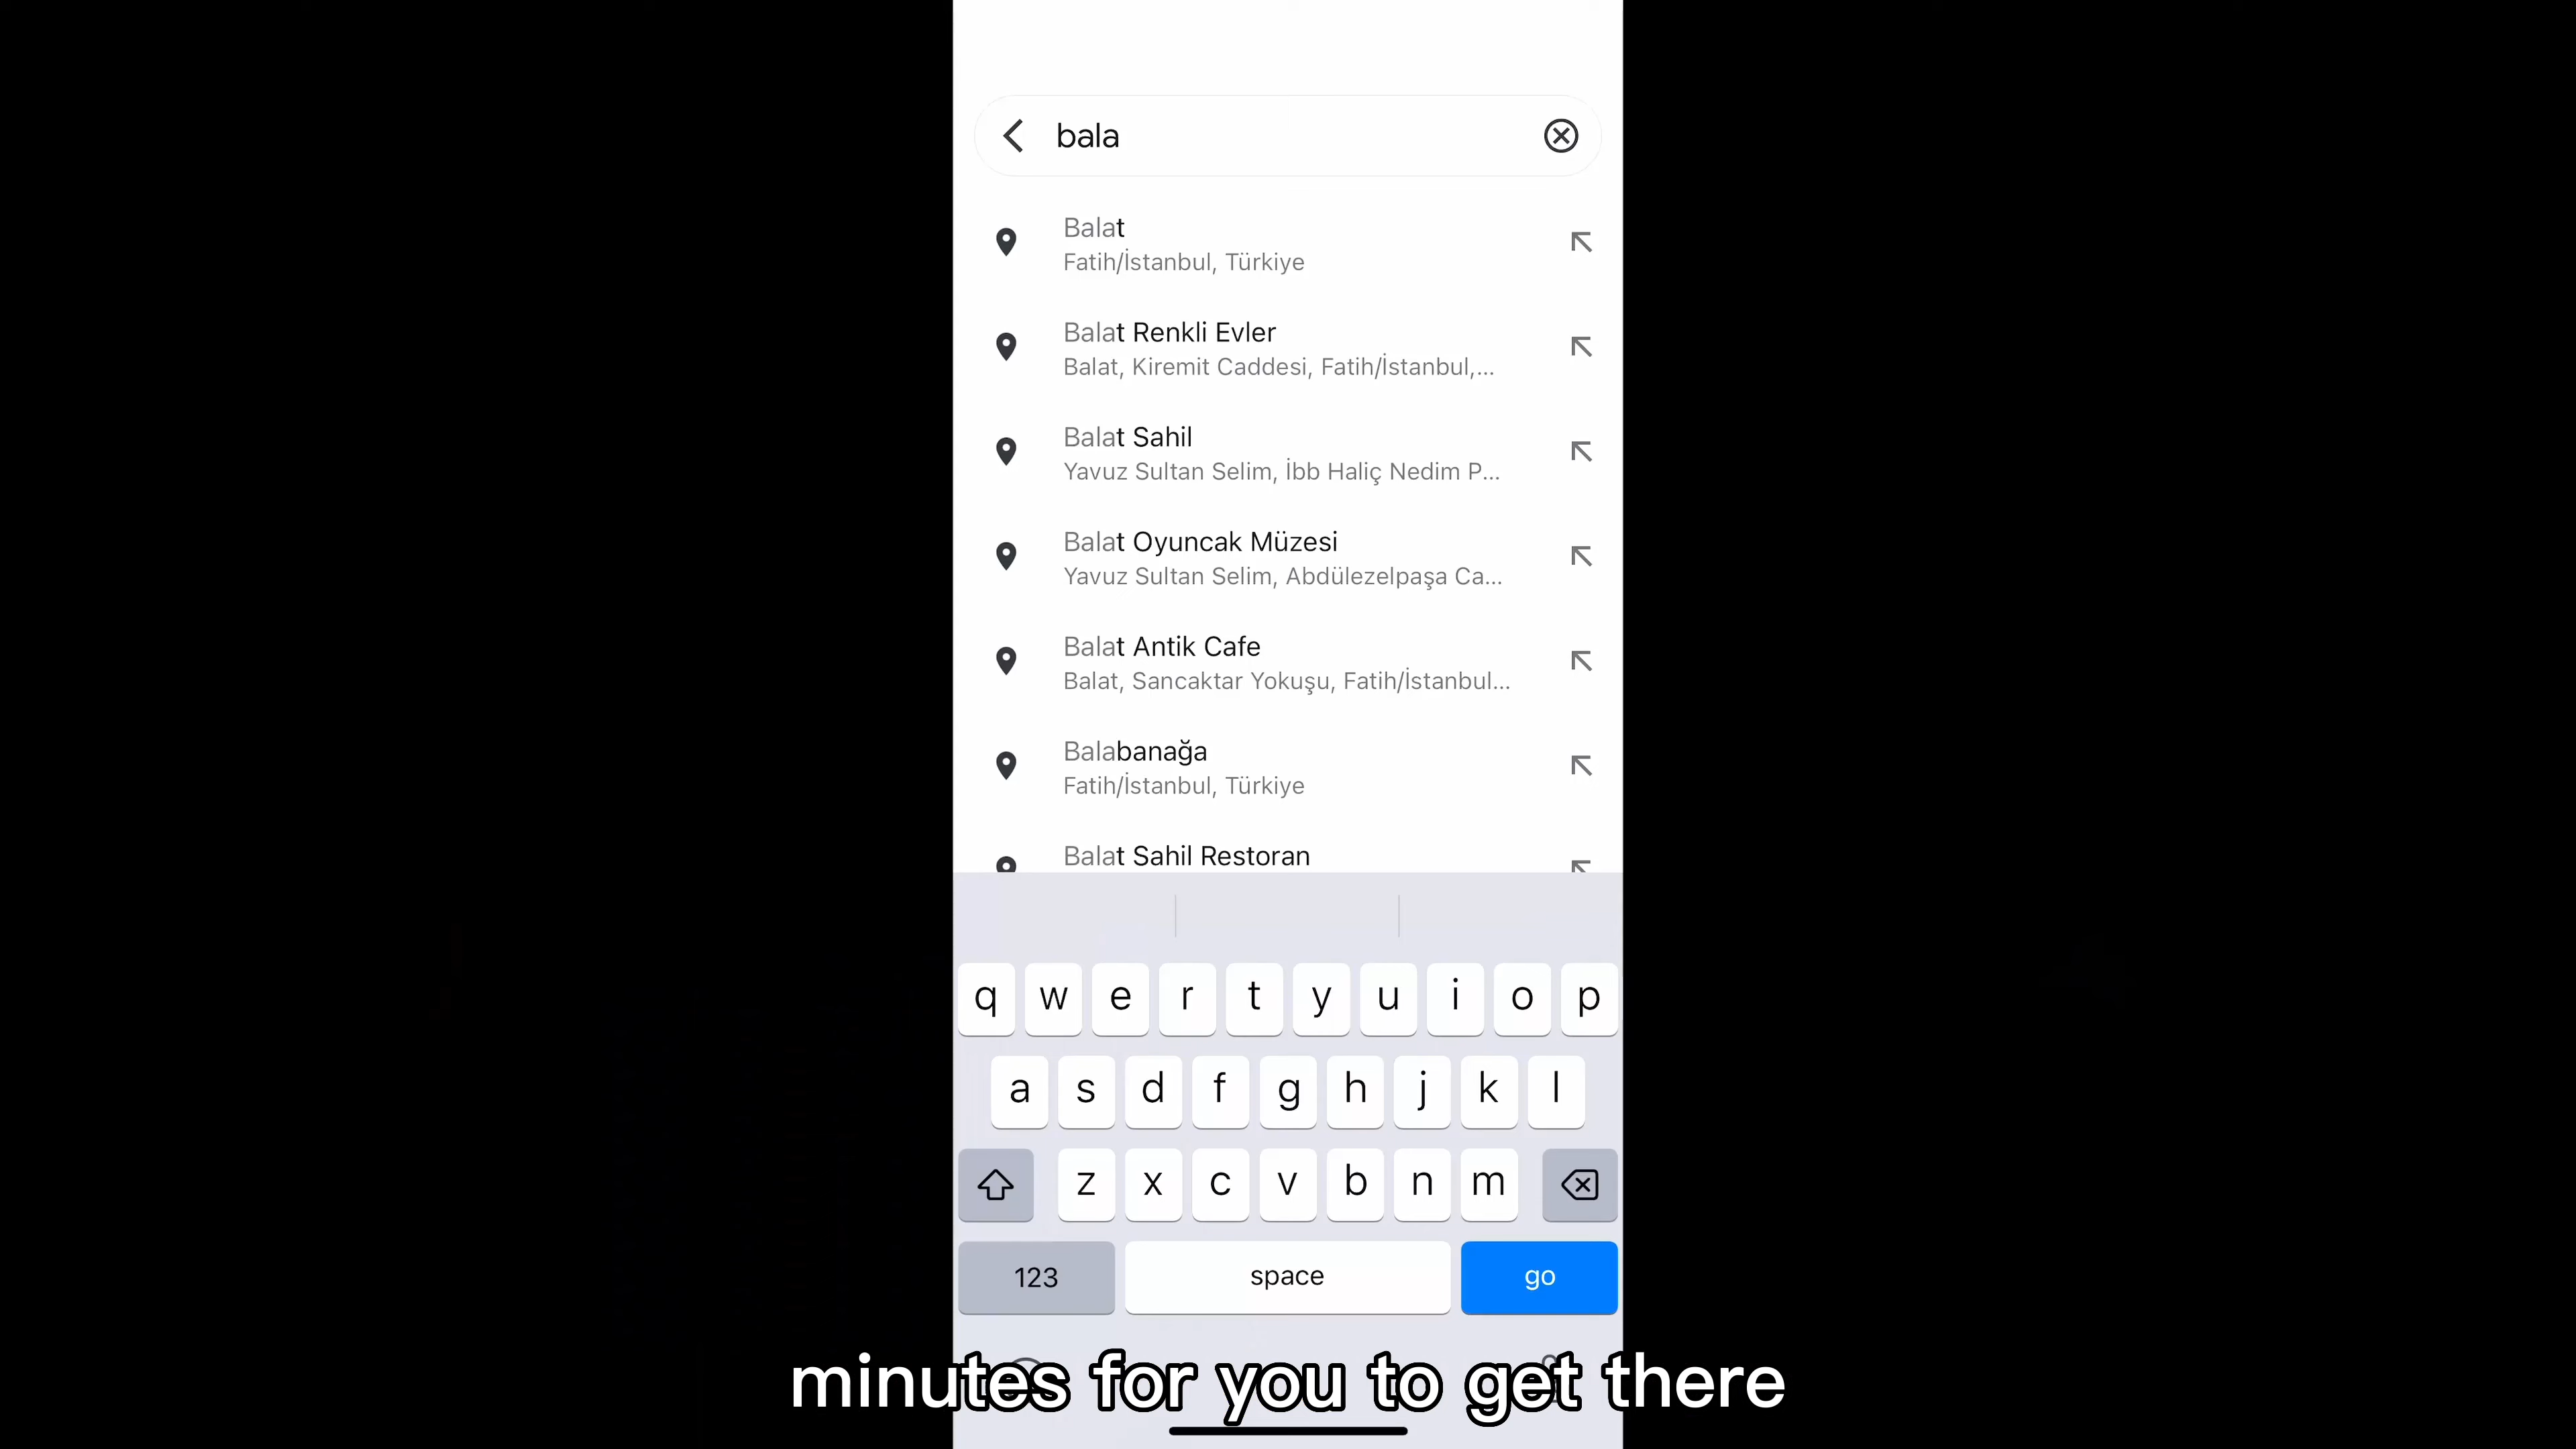 bala
Balat
Fatih/İstanbul, Türkiye
Balat Renkli Evler
Balat, Kiremit Caddesi, Fatih/İstanbul,...
Balat Sahil
Yavuz Sultan Selim, İbb Haliç Nedim P...
Balat Oyuncak Müzesi
Yavuz Sultan Selim, Abdülezelpaşa Ca...
Balat Antik Cafe
Balat, Sancaktar Yokuşu, Fatih/İstanbul...
Balabanağa
Fatih/İstanbul, Türkiye
Balat Sahil Restoran
q w e r t y u i o p
a s d f g h j k l
z x c v b n m
123 space go
minutes for you to get there